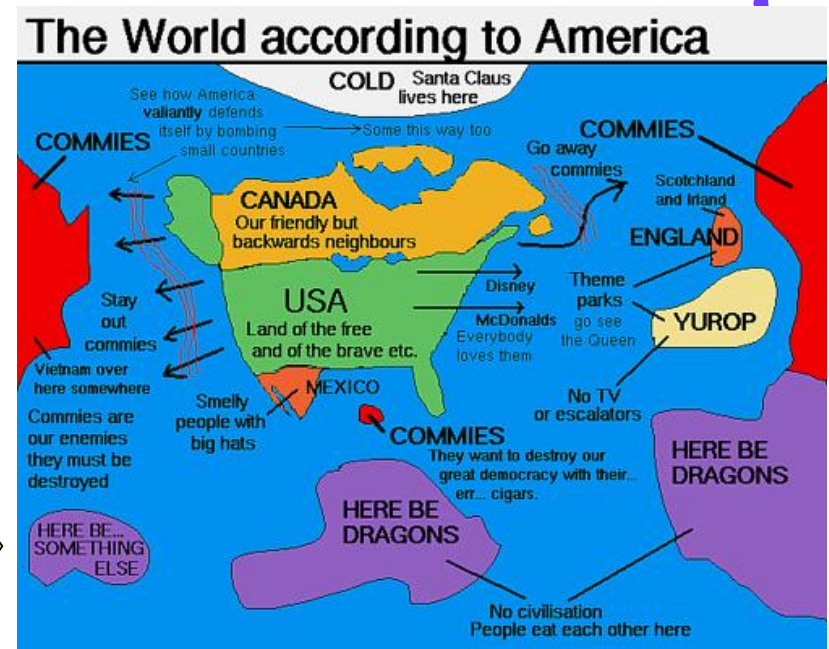 The World according to America
COLD
Santa Claus
lives here
See how America
valiantly defends
itself by bombing
small countries
Some this way too
COMMIES
COMMIES
Go away
commies
Scotchland
and Irland
ENGLAND
CANADA
Our friendly but
backwards neighbours
USA
Land of the free
and of the brave etc.
Disney
McDonalds
Everybody
loves them
Theme
parks
go see
the Queen
YUROP
Stay
out
commies
Vietnam over
here somewhere
No TV
or escalators
MEXICO
Smelly
people with
big hats
Commies are
our enemies
they must be
destroyed
COMMIES
They want to destroy our
great democracy with their...
err... cigars.
HERE BE
DRAGONS
HERE BE
DRAGONS
HERE BE...
SOMETHING
ELSE
No civilisation
People eat each other here